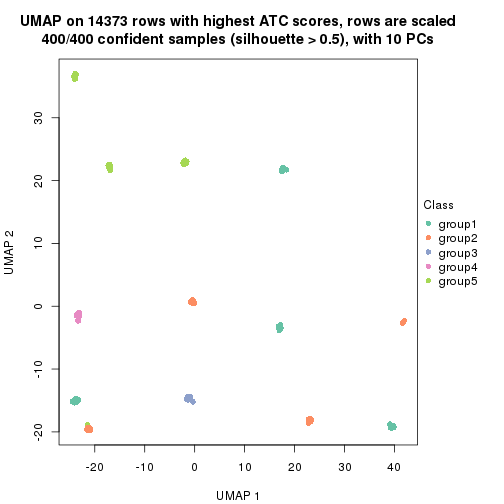 UMAP on 14373 rows with highest ATC scores, rows are scaled
400/400 confident samples (silhouette > 0.5), with 10 PCs
30
20
10
0
-10
-20
UMAP 2
-20
-10
0
10
20
30
40
UMAP 1
Class
group1
group2
group3
group4
group5